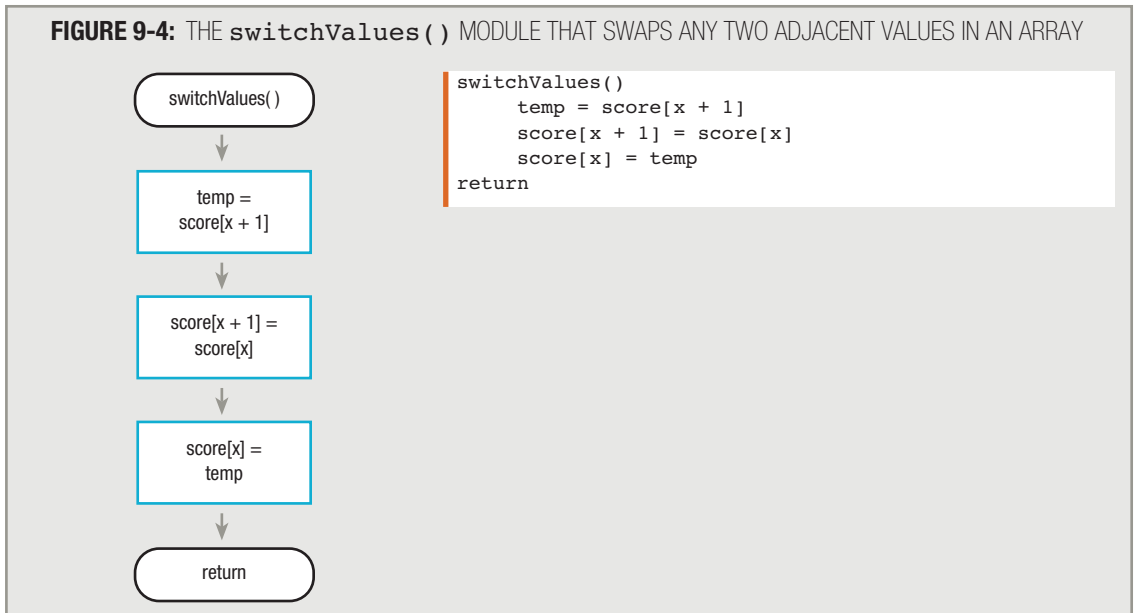 FIGURE 9-4: THE switchValues() MODULE THAT SWAPS ANY TWO ADJACENT VALUES IN AN ARRAY
switchValues()
temp =
score[x + 1]
score[x + 1] =
score[x]
score[x] =
temp
return
switchValues()
temp = score[x + 1]
score[x + 1] = score[x]
score[x] = temp
return